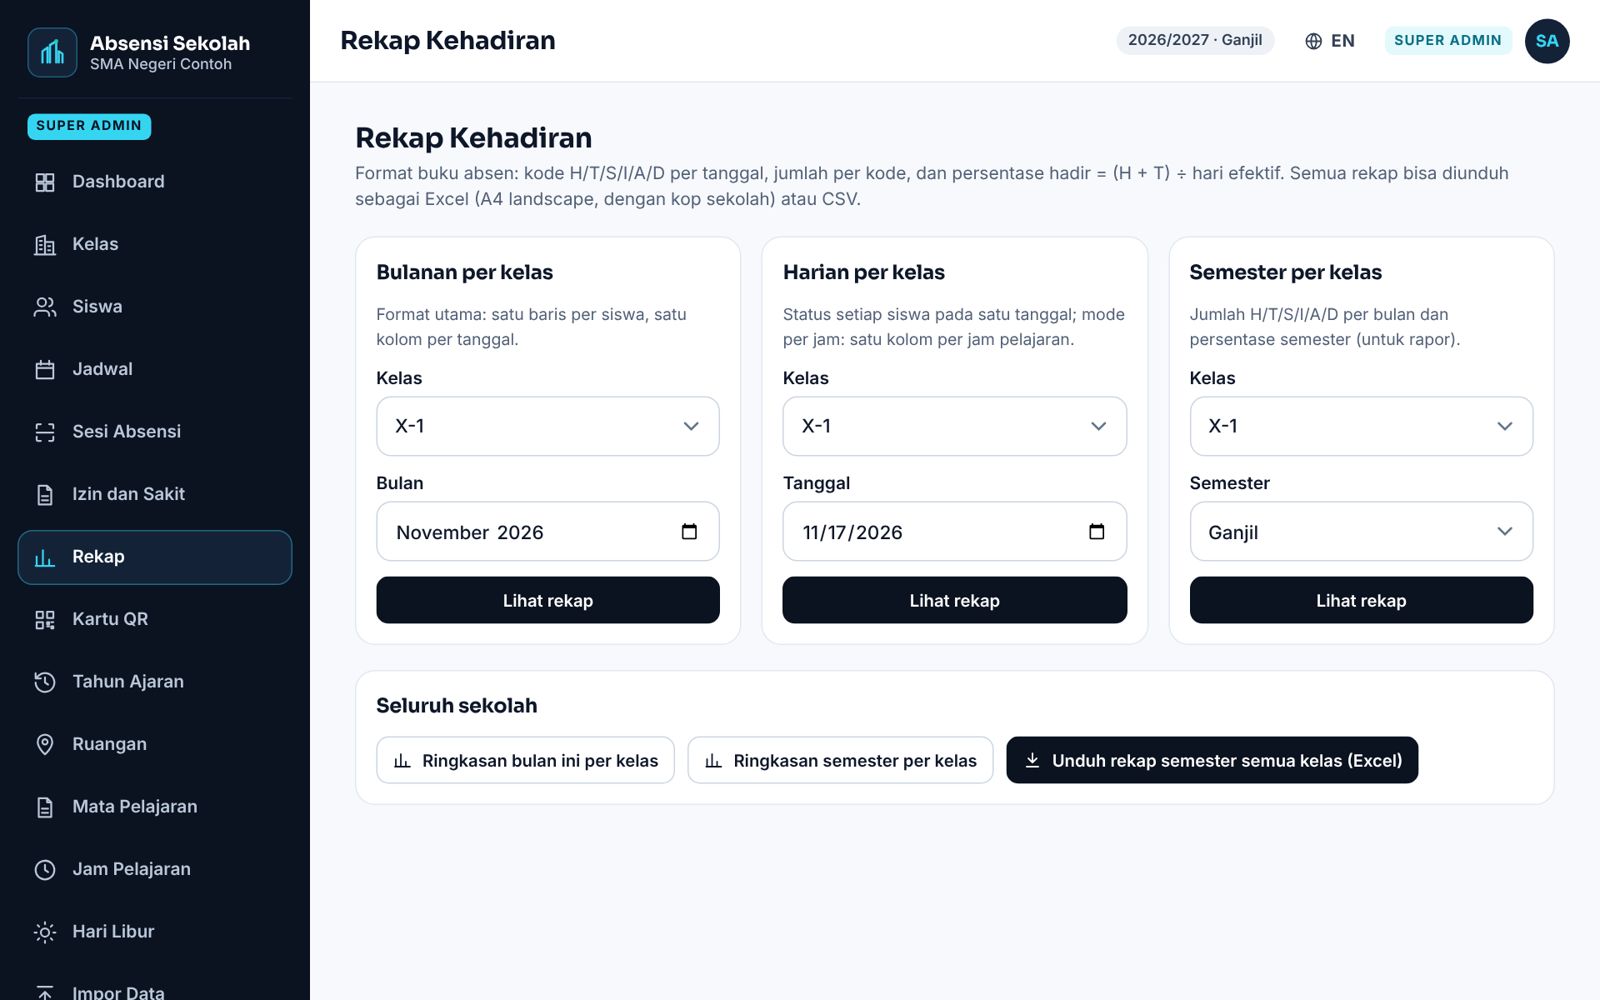 Absensi Sekolah
SMA Negeri Contoh
SUPER ADMIN
Dashboard
Kelas
Siswa
Jadwal
Sesi Absensi
Izin dan Sakit
Rekap
Kartu QR
Tahun Ajaran
Ruangan
Mata Pelajaran
Jam Pelajaran
Hari Libur
Impor Data
Rekap Kehadiran
2026/2027 · Ganjil
EN
SUPER ADMIN
SA
Rekap Kehadiran
Format buku absen: kode H/T/S/I/A/D per tanggal, jumlah per kode, dan persentase hadir = (H + T) ÷ hari efektif. Semua rekap bisa diunduh
sebagai Excel (A4 landscape, dengan kop sekolah) atau CSV.
Bulanan per kelas
Format utama: satu baris per siswa, satu
kolom per tanggal.
Kelas
X-1
Bulan
November 2026
Lihat rekap
Harian per kelas
Status setiap siswa pada satu tanggal; mode
per jam: satu kolom per jam pelajaran.
Kelas
X-1
Tanggal
11/17/2026
Lihat rekap
Semester per kelas
Jumlah H/T/S/I/A/D per bulan dan
persentase semester (untuk rapor).
Kelas
X-1
Semester
Ganjil
Lihat rekap
Seluruh sekolah
Ringkasan bulan ini per kelas
Ringkasan semester per kelas
Unduh rekap semester semua kelas (Excel)